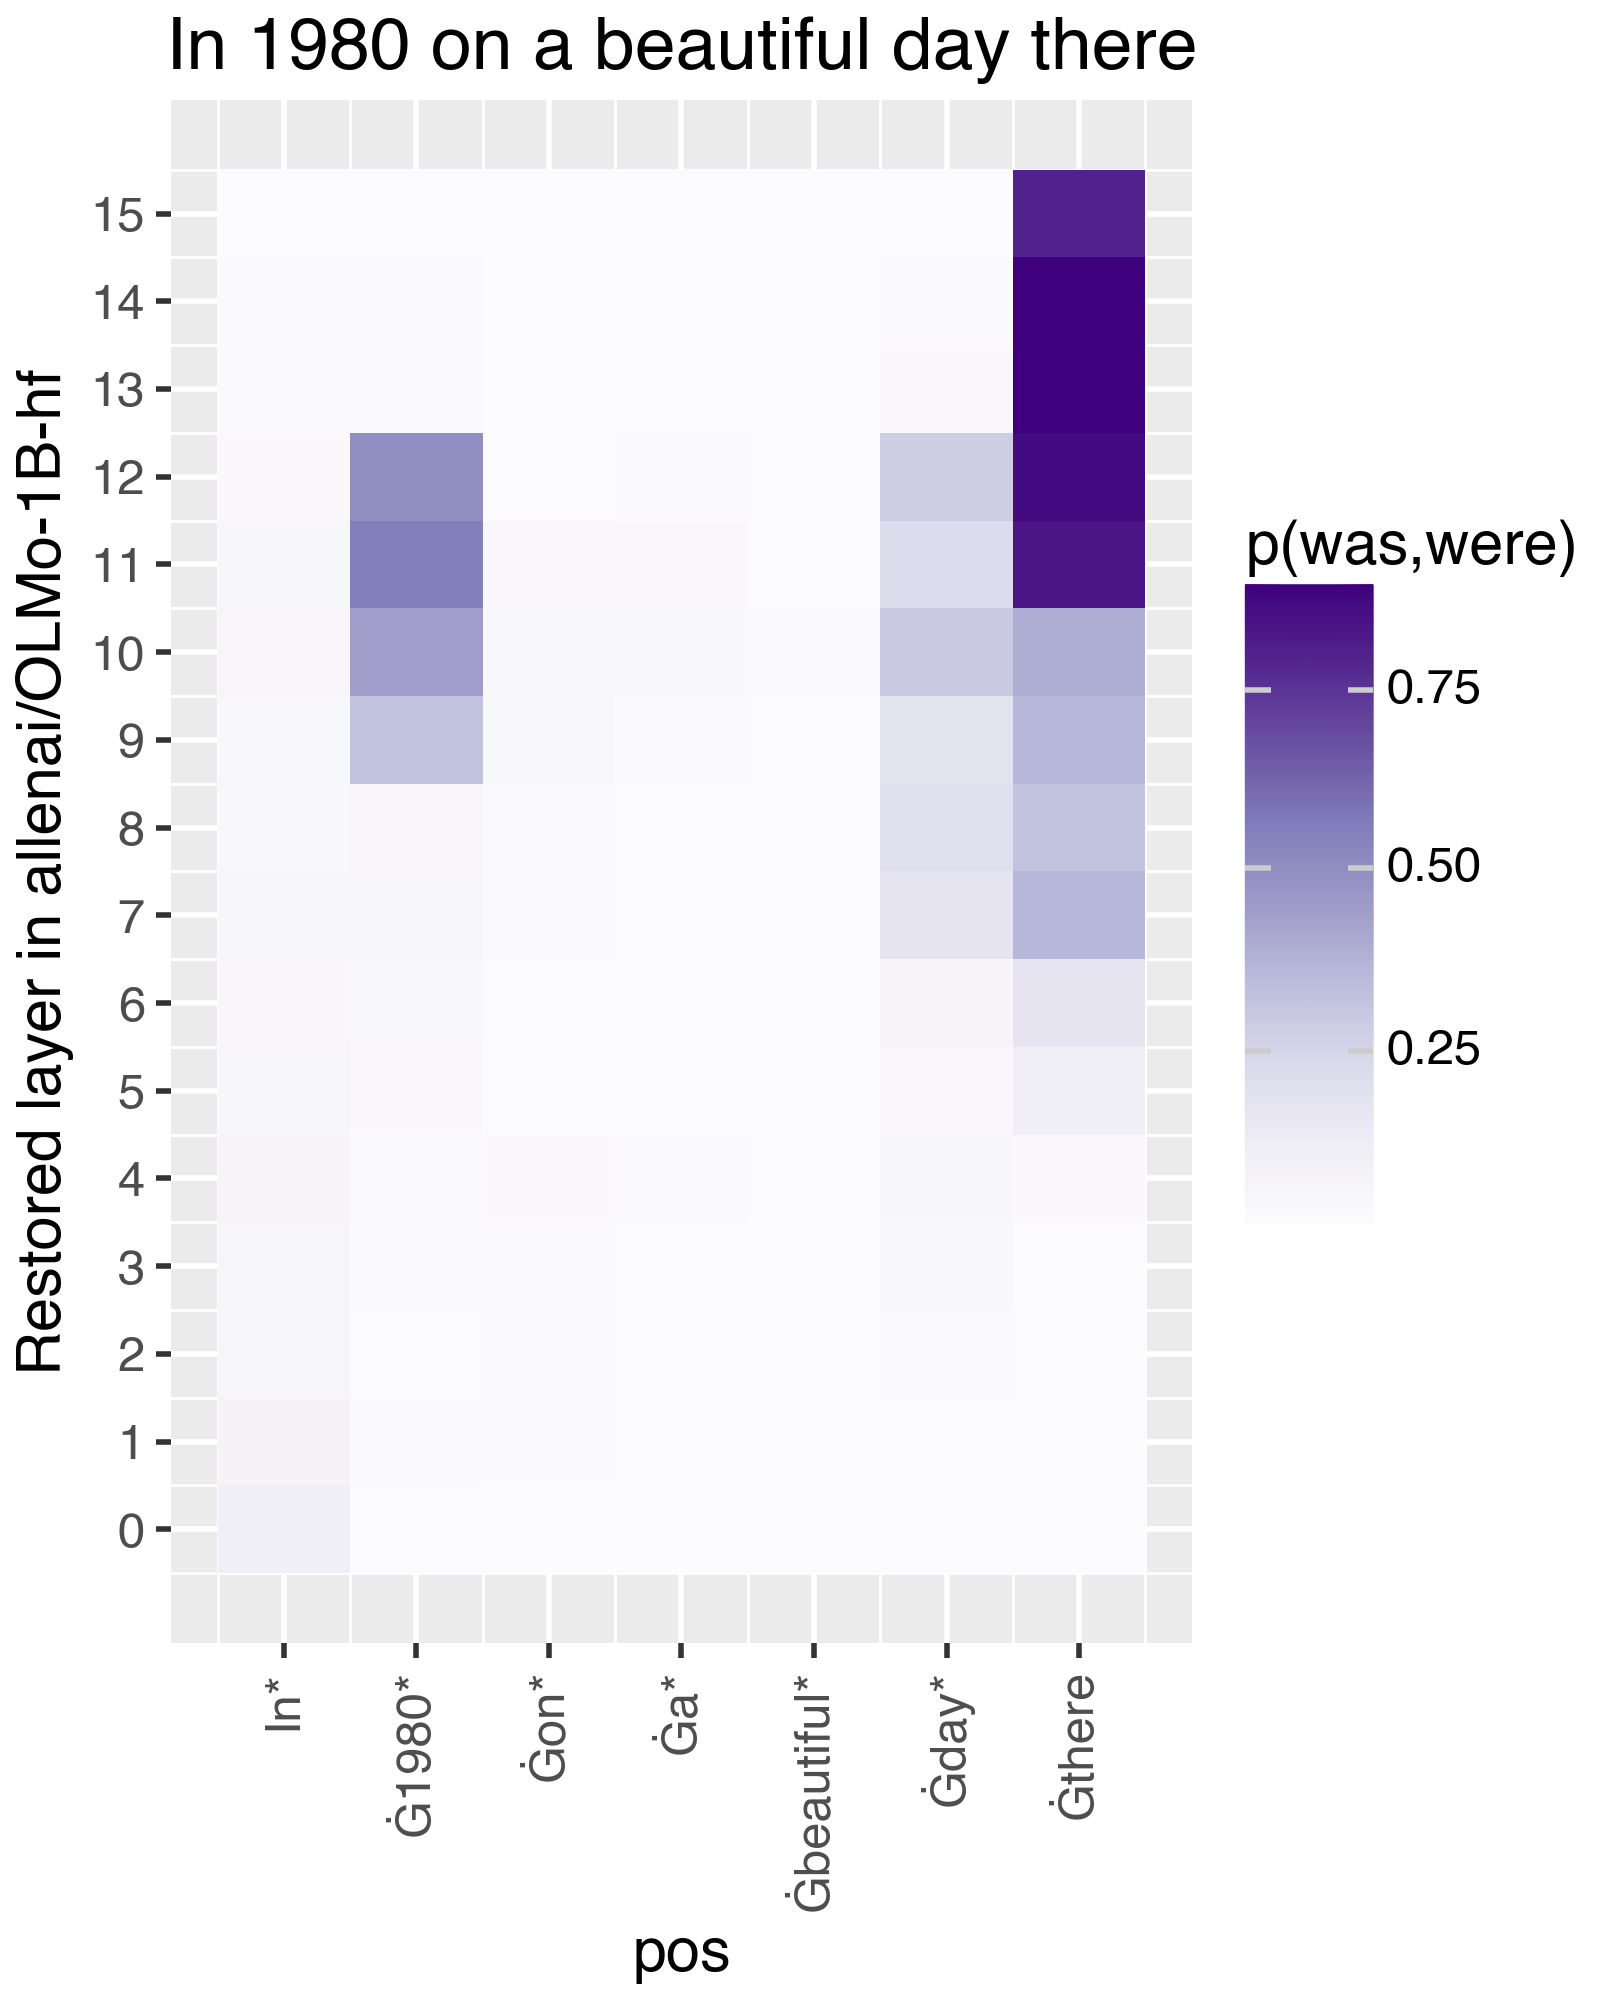 In 1980 on a beautiful day there
Restored layer in allenai/OLMo-1B-hf
15
14
13
12
11
10
9
8
7
6
5
4
3
2
1
0
In*
Ġ1980*
Ġon*
Ġa*
Ġbeautiful*
Ġday*
Ġthere
pos
p(was,were)
0.75
0.50
0.25